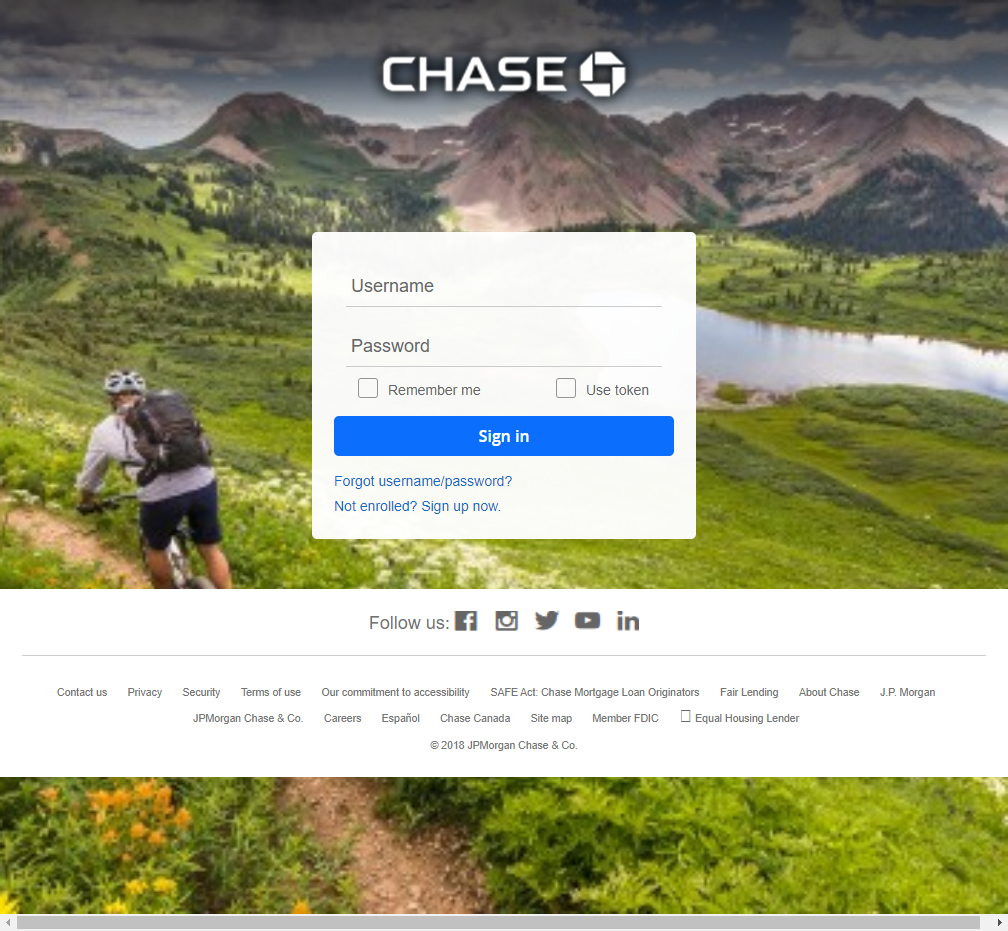 CHASE
Username
Password
Remember me Use token
Sign in
Forgot username/password?
Not enrolled? Sign up now.
Follow us:
Contact us Privacy Security Terms of use Our commitment to accessibility SAFE Act: Chase Mortgage Loan Originators Fair Lending About Chase J.P. Morgan
JPMorgan Chase & Co. Careers Español Chase Canada Site map Member FDIC Equal Housing Lender
© 2018 JPMorgan Chase & Co.